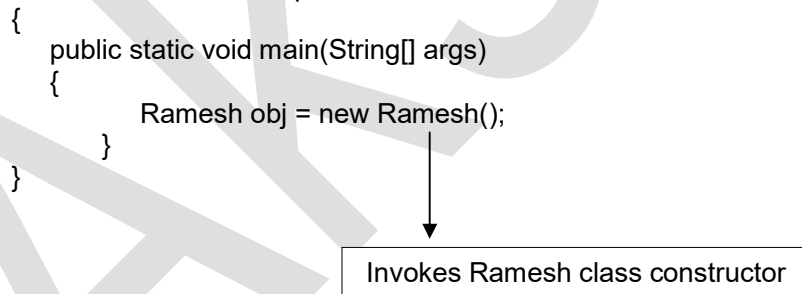 {
public static void main(String[] args)
{
Ramesh obj = new Ramesh();
}
}
Invokes Ramesh class constructor